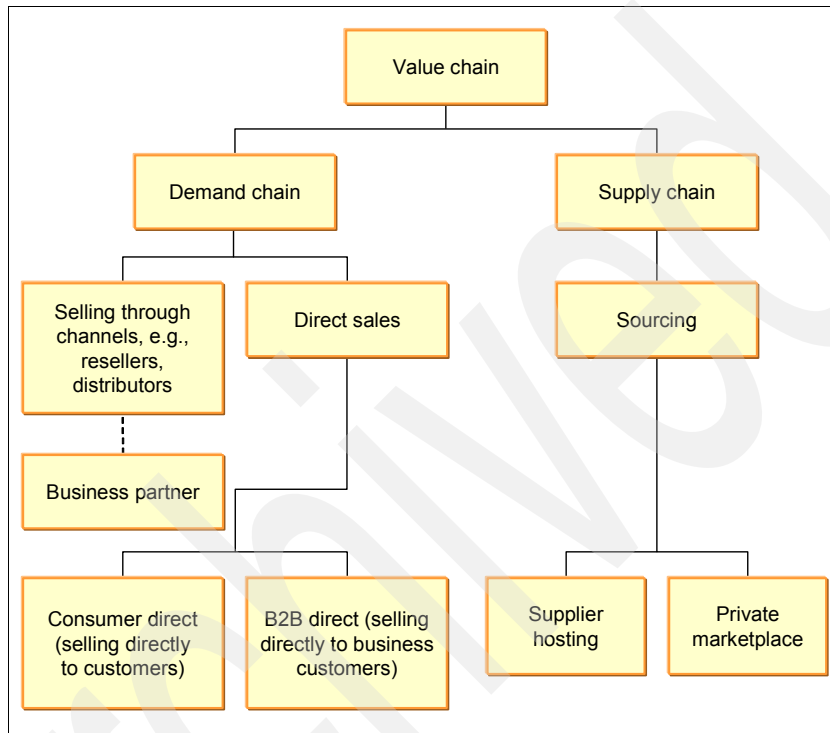 Value chain
Demand chain
Supply chain
Selling through
channels, e.g.,
resellers,
distributors
Direct sales
Sourcing
Business partner
Consumer direct
(selling directly
to customers)
B2B direct (selling
directly to business
customers)
Supplier
hosting
Private
marketplace